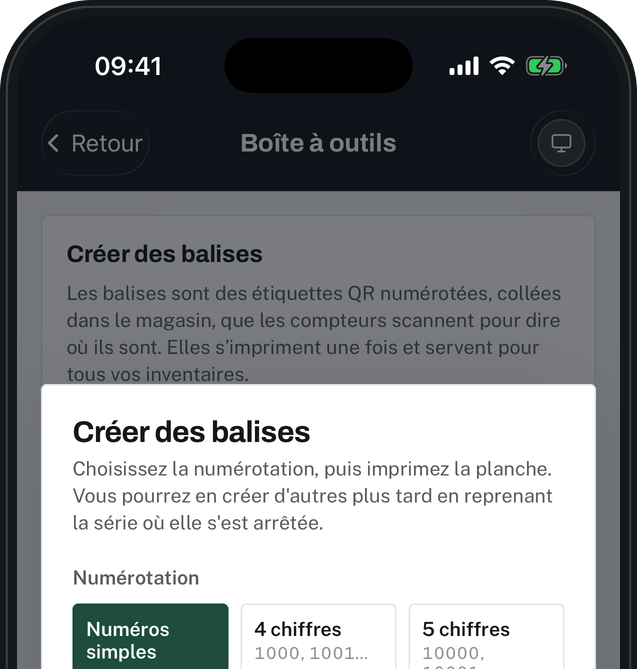 09:41
Retour
Boîte à outils
Créer des balises
Les balises sont des étiquettes QR numérotées, collées
dans le magasin, que les compteurs scannent pour dire
où ils sont. Elles s’impriment une fois et servent pour
tous vos inventaires.
Créer des balises
Choisissez la numérotation, puis imprimez la planche.
Vous pourrez en créer d'autres plus tard en reprenant
la série où elle s'est arrêtée.
Numérotation
Numéros
simples
4 chiffres
1000, 1001…
5 chiffres
10000,